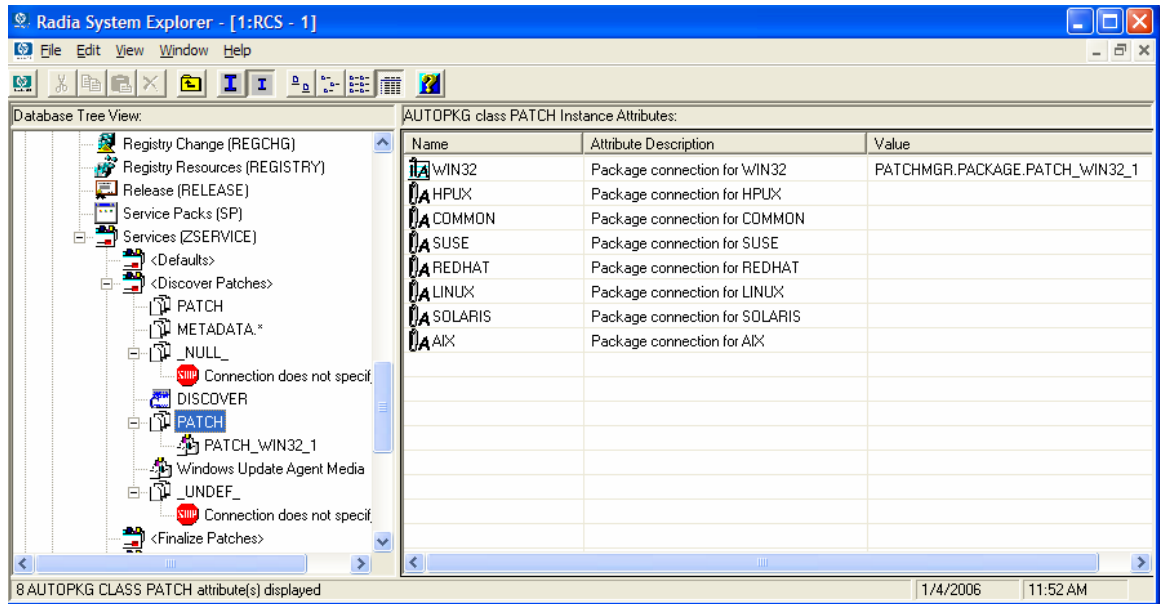 Radia System Explorer - [1:RCS - 1]
File Edit View Window Help
Database Tree View:
AUTOPKG class PATCH Instance Attributes:
Registry Change (REGCHG)
Registry Resources (REGISTRY)
Release (RELEASE)
Service Packs (SP)
Services (ZSERVICE)
<Defaults>
<Discover Patches>
PATCH
METADATA.*
_NULL_
STOP Connection does not specif
DISCOVER
PATCH
PATCH_WIN32_1
Windows Update Agent Media
_UNDEF_
STOP Connection does not specif
<Finalize Patches>
Name Attribute Description Value
WIN32 Package connection for WIN32 PATCHMGR.PACKAGE.PATCH_WIN32_1
HPUX Package connection for HPUX
COMMON Package connection for COMMON
SUSE Package connection for SUSE
REDHAT Package connection for REDHAT
LINUX Package connection for LINUX
SOLARIS Package connection for SOLARIS
AIX Package connection for AIX
8 AUTOPKG CLASS PATCH attribute(s) displayed 1/4/2006 11:52 AM